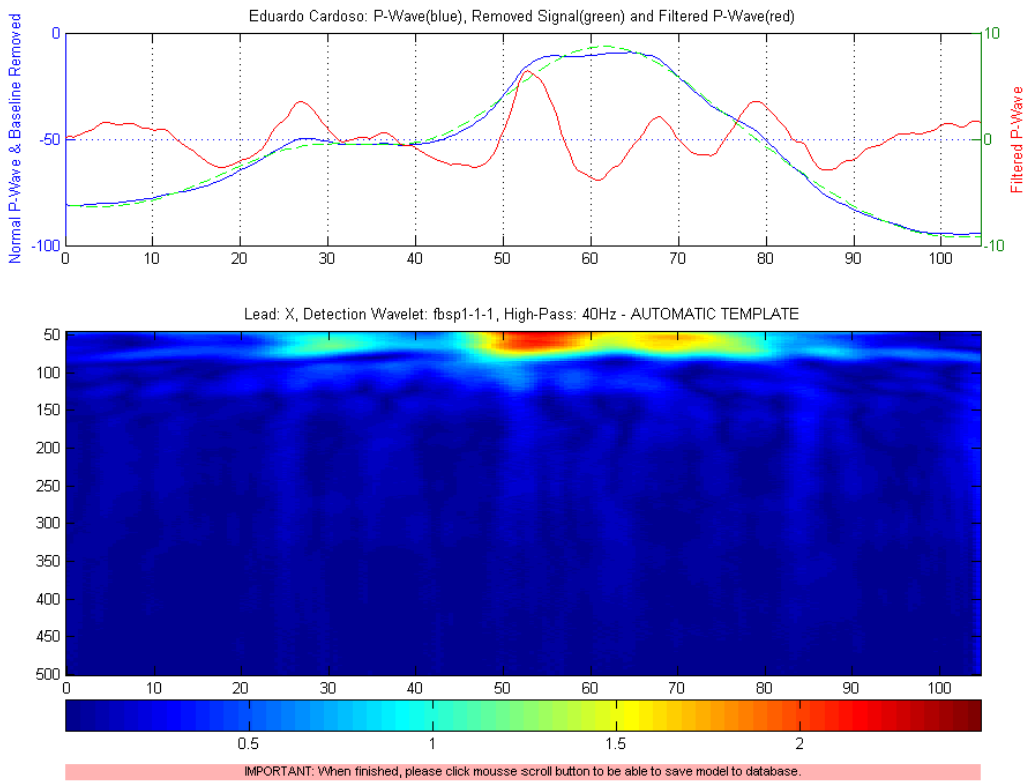 Eduardo Cardoso: P-Wave(blue), Removed Signal(green) and Filtered P-Wave(red)
Normal P-Wave & Baseline Removed
0
-50
-100
10
0
-10
Filtered P-Wave
0 10 20 30 40 50 60 70 80 90 100
Lead: X, Detection Wavelet: fbsp1-1-1, High-Pass: 40Hz - AUTOMATIC TEMPLATE
50
100
150
200
250
300
350
400
450
500
0 10 20 30 40 50 60 70 80 90 100
0.5 1 1.5 2
IMPORTANT: When finished, please click mousse scroll button to be able to save model to database.